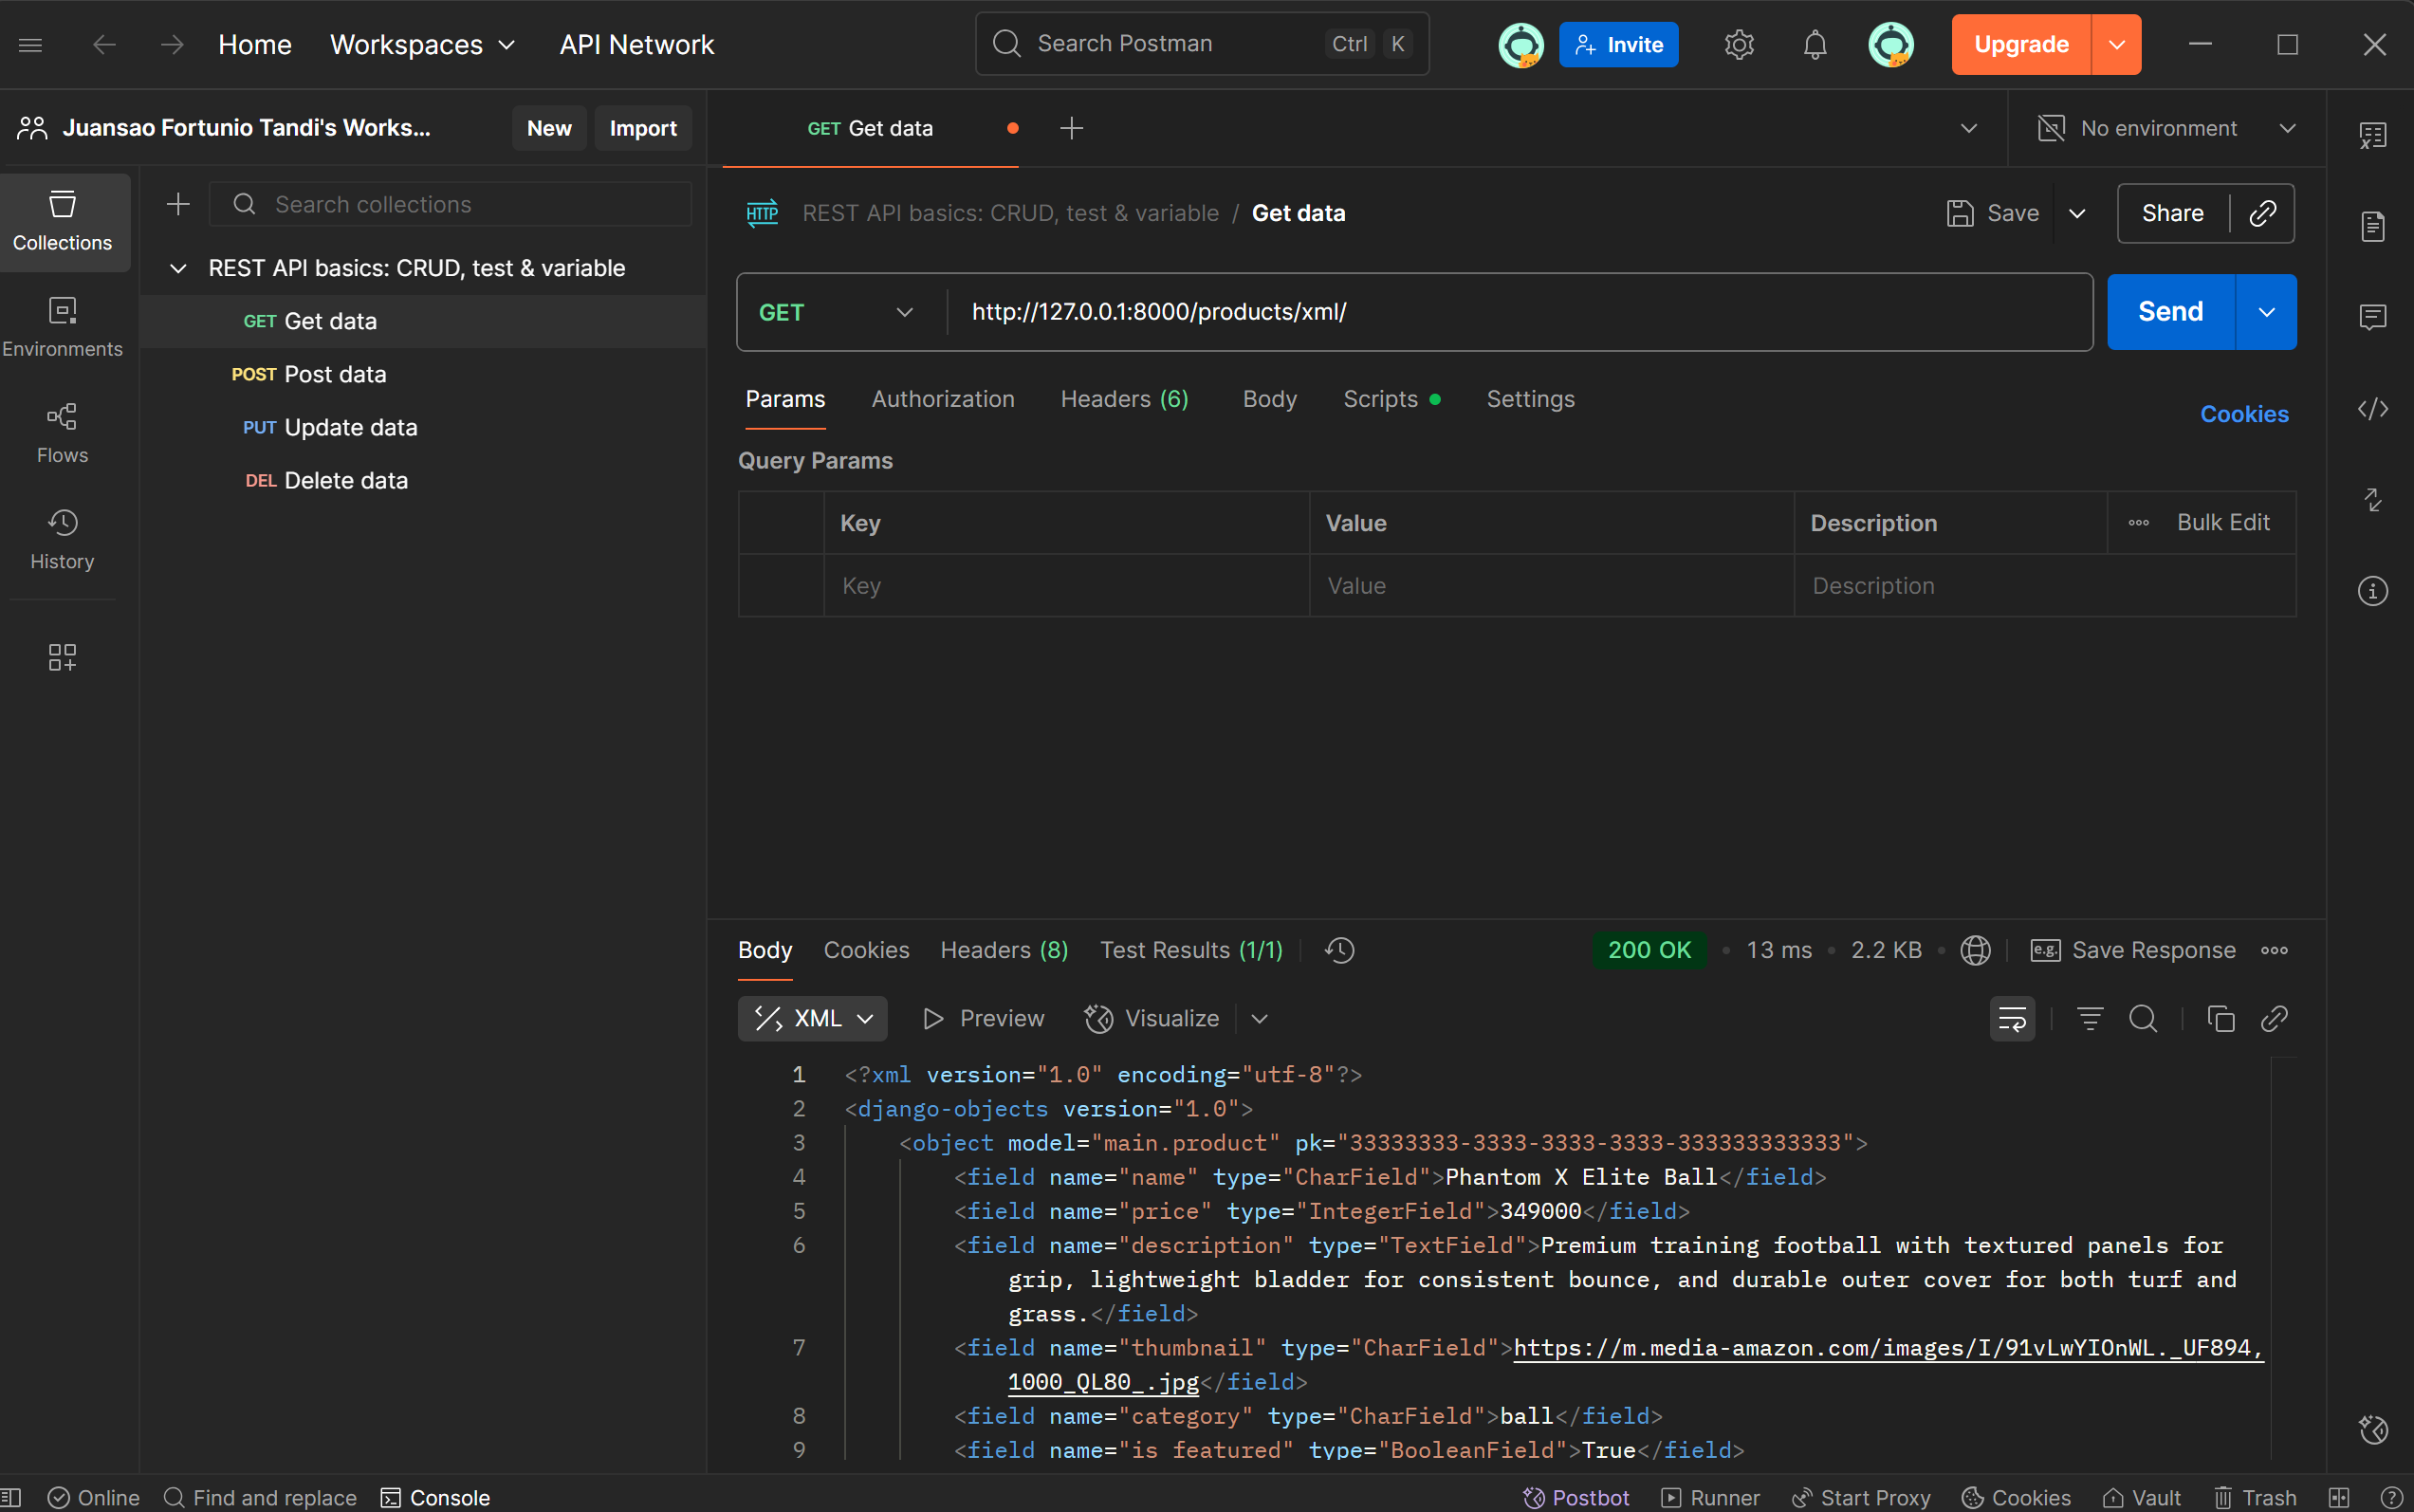 Home Workspaces API Network Search Postman Ctrl K Invite Upgrade
Juansao Fortunio Tandi's Works... New Import
GET Get data No environment
Collections
Environments
Flows
History
Search collections
REST API basics: CRUD, test & variable
GET Get data
POST Post data
PUT Update data
DEL Delete data
HTTP REST API basics: CRUD, test & variable / Get data Save Share
GET http://127.0.0.1:8000/products/xml/ Send
Params Authorization Headers (6) Body Scripts Settings Cookies
Query Params
Key Value Description Bulk Edit
Key Value Description
Body Cookies Headers (8) Test Results (1/1) 200 OK 13 ms 2.2 KB e.g. Save Response
XML Preview Visualize
1 <?xml version="1.0" encoding="utf-8"?>
2 <django-objects version="1.0">
3 <object model="main.product" pk="33333333-3333-3333-3333-333333333333">
4 <field name="name" type="CharField">Phantom X Elite Ball</field>
5 <field name="price" type="IntegerField">349000</field>
6 <field name="description" type="TextField">Premium training football with textured panels for
grip, lightweight bladder for consistent bounce, and durable outer cover for both turf and
grass.</field>
7 <field name="thumbnail" type="CharField">https://m.media-amazon.com/images/I/91vLwYIOnWL._UF894,
1000_QL80_.jpg</field>
8 <field name="category" type="CharField">ball</field>
9 <field name="is_featured" type="BooleanField">True</field>
Online Find and replace Console Postbot Runner Start Proxy Cookies Vault Trash